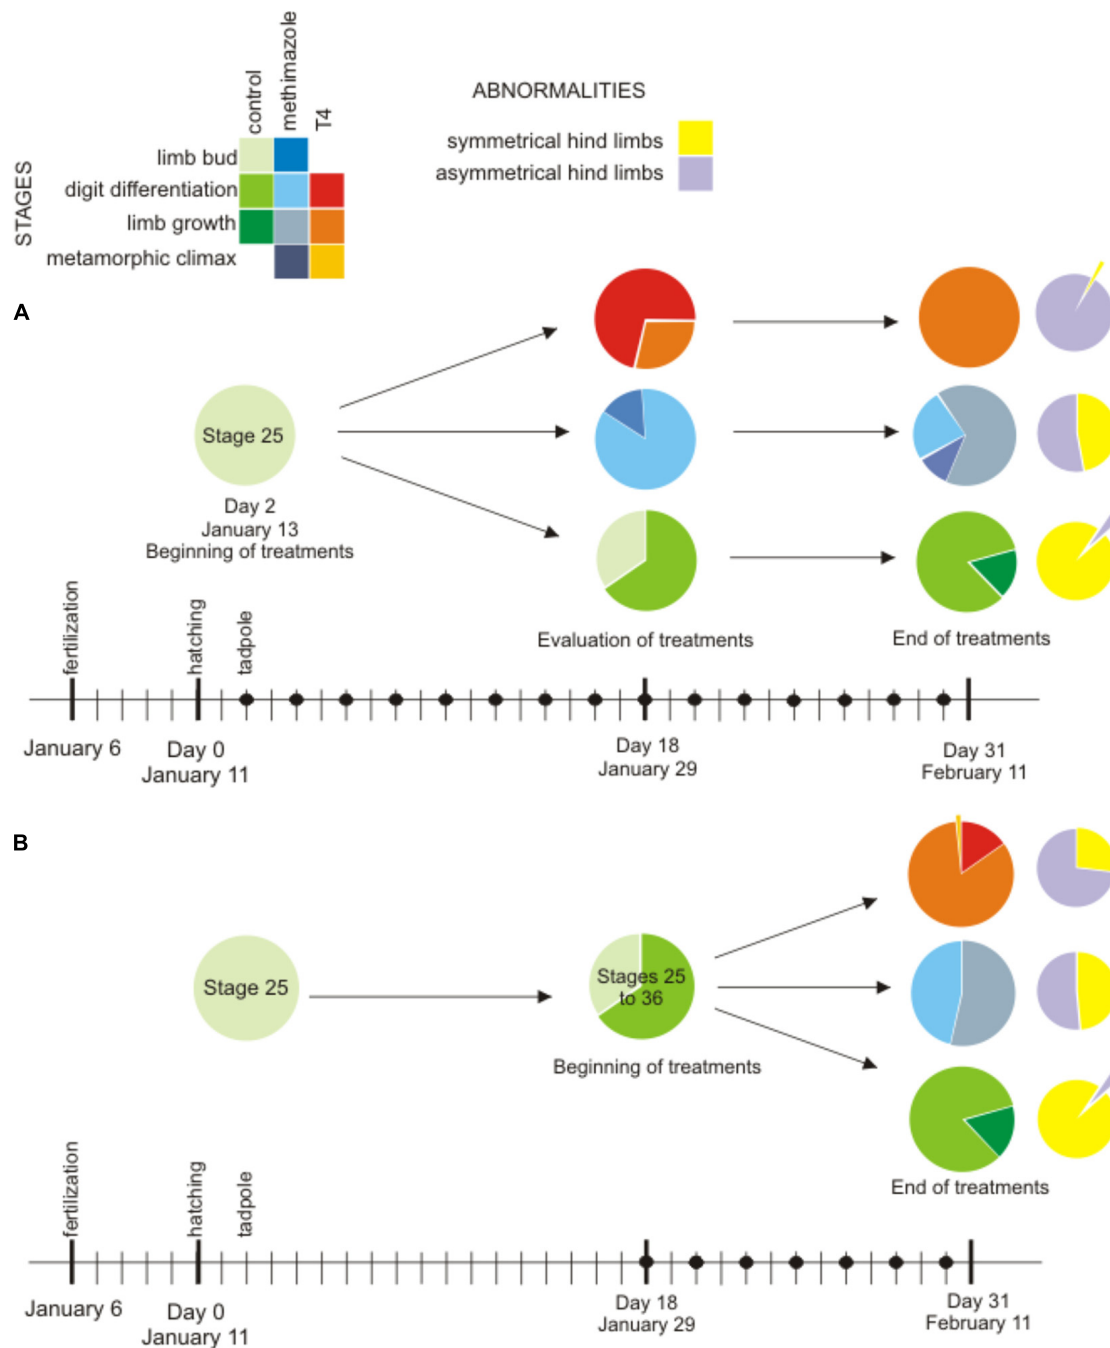 control
methimazole
T4
STAGES
limb bud
digit differentiation
limb growth
metamorphic climax
ABNORMALITIES
symmetrical hind limbs
asymmetrical hind limbs
A
Stage 25
Day 2
January 13
Beginning of treatments
Evaluation of treatments
End of treatments
fertilization
hatching
tadpole
January 6
Day 0
January 11
Day 18
January 29
Day 31
February 11
B
Stage 25
Stages 25
to 36
Beginning of treatments
End of treatments
fertilization
hatching
tadpole
January 6
Day 0
January 11
Day 18
January 29
Day 31
February 11